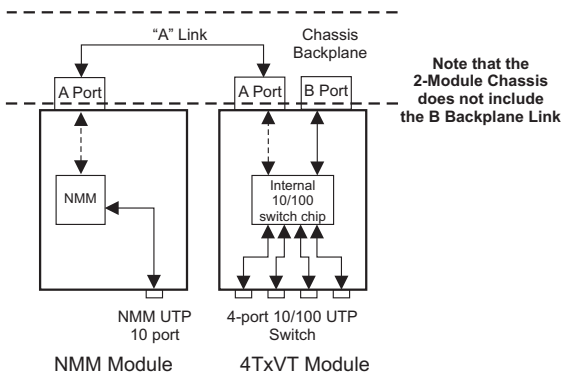 “A” Link
Chassis
Backplane
Note that the
2-Module Chassis
does not include
the B Backplane Link
A Port
A Port
B Port
NMM
Internal
10/100
switch chip
NMM UTP
10 port
4-port 10/100 UTP
Switch
NMM Module
4TxVT Module